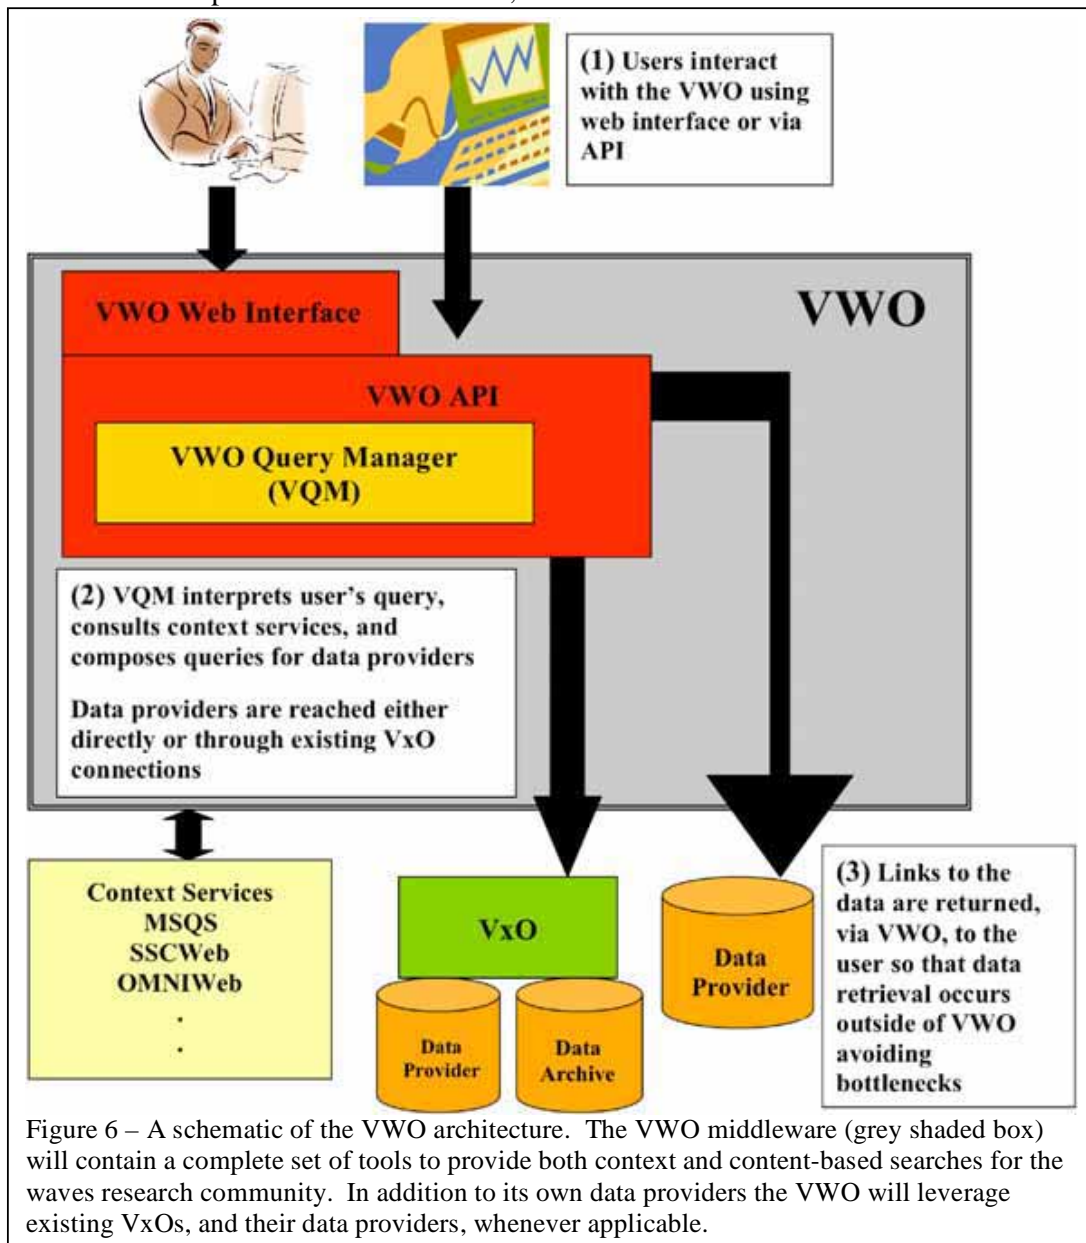 (1) Users interact
with the VWO using
web interface or via
API
VWO
VWO Web Interface
VWO API
VWO Query Manager
(VQM)
(2) VQM interprets user's query,
consults context services, and
composes queries for data providers
Data providers are reached either
directly or through existing VxO
connections
Context Services
MSQS
SSCWeb
OMNIWeb
.
.
VxO
Data
Provider
Data
Archive
Data
Provider
(3) Links to the
data are returned,
via VWO, to the
user so that data
retrieval occurs
outside of VWO
avoiding
bottlenecks
Figure 6 – A schematic of the VWO architecture.  The VWO middleware (grey shaded box)
will contain a complete set of tools to provide both context and content-based searches for the
waves research community.  In addition to its own data providers the VWO will leverage
existing VxOs, and their data providers, whenever applicable.